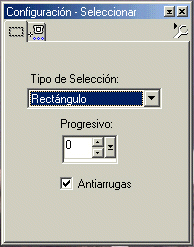 Configuración - Seleccionar
Tipo de Selección:
Rectángulo
Progresivo:
0
Antiarrugas